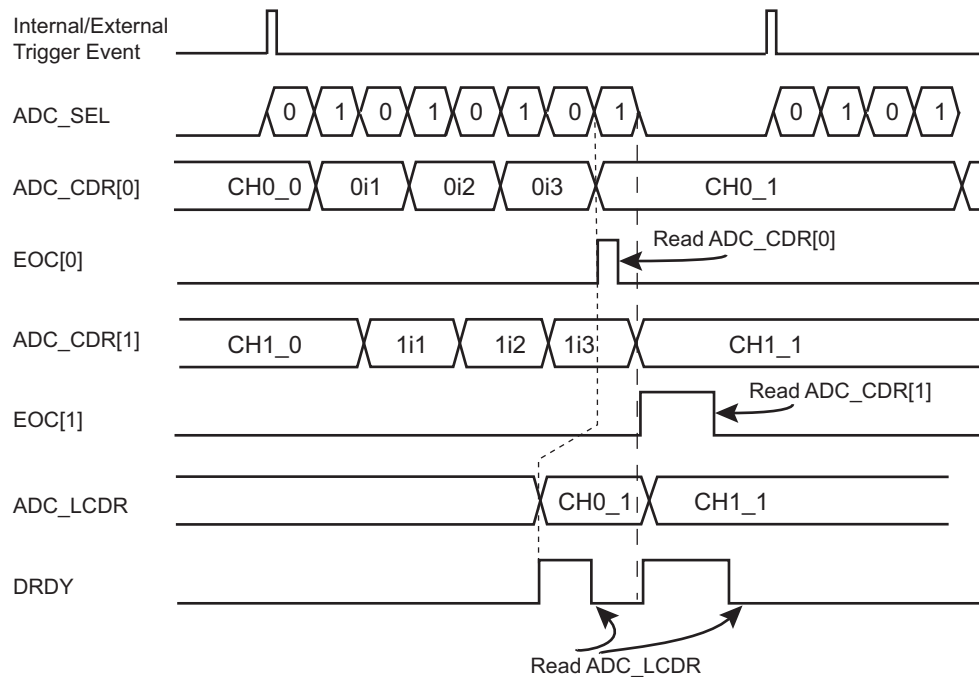 Internal/External
Trigger Event
ADC_SEL
0 1 0 1 0 1 0 1 0 1 0 1
ADC_CDR[0]
CH0_0 0i1 0i2 0i3 CH0_1
Read ADC_CDR[0]
EOC[0]
ADC_CDR[1]
CH1_0 1i1 1i2 1i3 CH1_1
Read ADC_CDR[1]
EOC[1]
ADC_LCDR
CH0_1 CH1_1
DRDY
Read ADC_LCDR